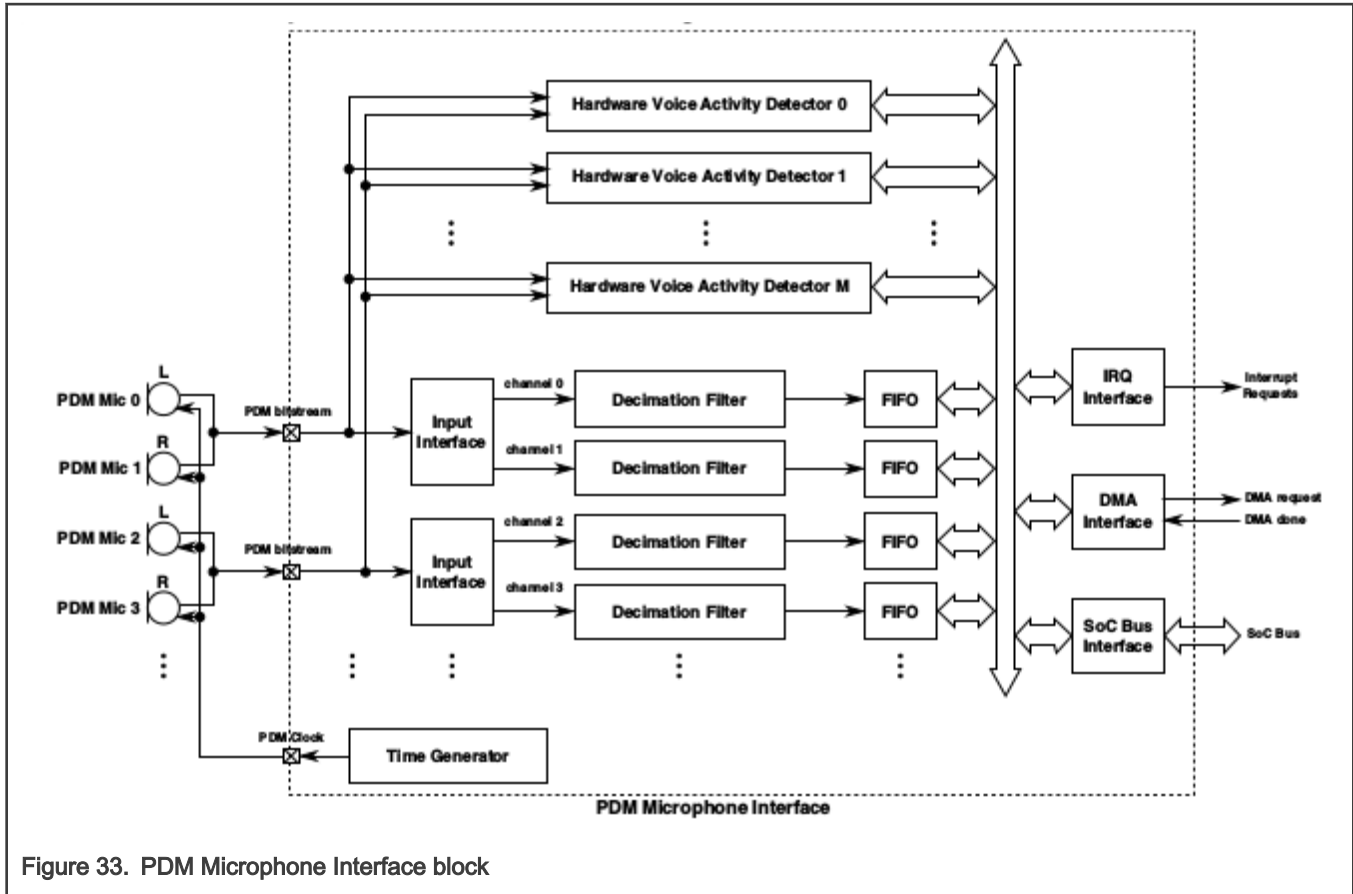 Hardware Voice Activity Detector 0
Hardware Voice Activity Detector 1
Hardware Voice Activity Detector M
L
PDM Mic 0
R
PDM Mic 1
L
PDM Mic 2
R
PDM Mic 3
PDM bitstream
PDM bitstream
Input
Interface
Input
Interface
channel 0
Decimation Filter
FIFO
channel 1
Decimation Filter
FIFO
channel 2
Decimation Filter
FIFO
channel 3
Decimation Filter
FIFO
IRQ
Interface
Interrupt
Requests
DMA
Interface
DMA request
DMA done
SoC Bus
Interface
SoC Bus
PDM Clock
Time Generator
PDM Microphone Interface
Figure 33. PDM Microphone Interface block